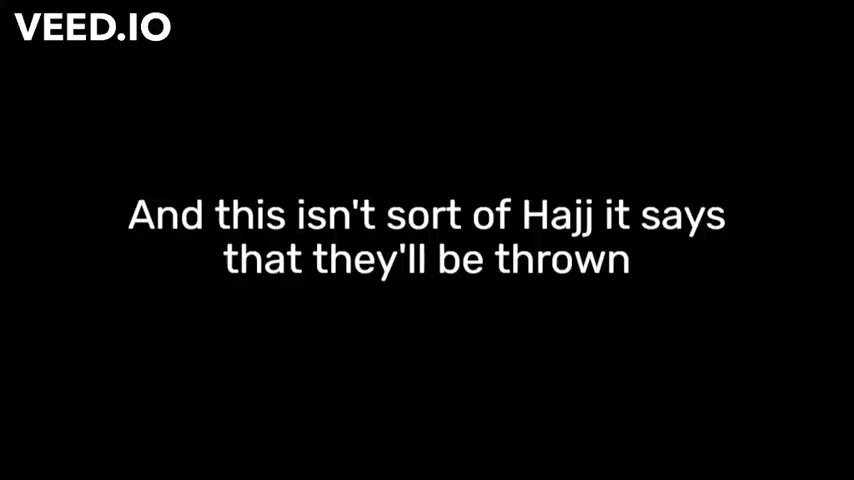 VEED.IO
And this isn't sort of Hajj it says
that they'll be thrown